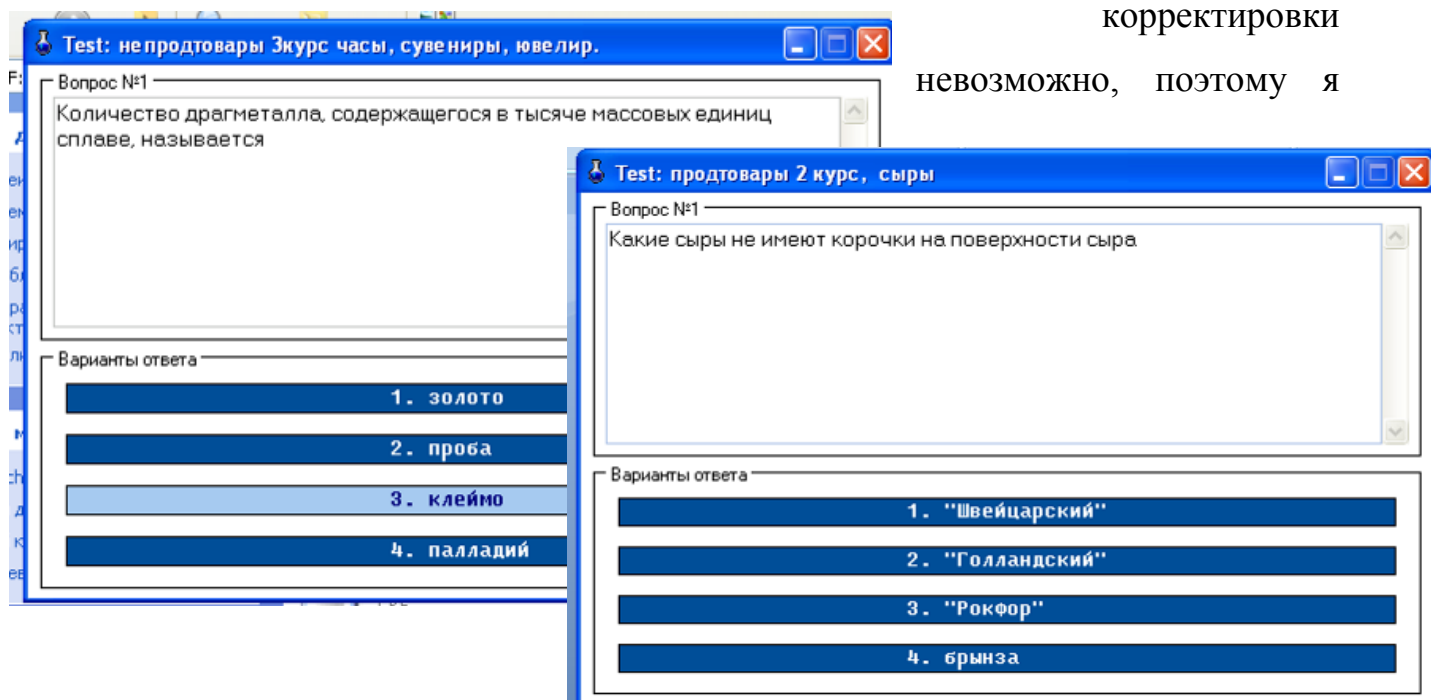 корректировки
невозможно, поэтому я
Test: непродтовары 3курс часы, сувениры, ювелир.
Вопрос №1
Количество драгметалла, содержащегося в тысяче массовых единиц
сплаве, называется
Варианты ответа
1. золото
2. проба
3. клеймо
4. палладий
Test: продтовары 2 курс, сыры
Вопрос №1
Какие сыры не имеют корочки на поверхности сыра
Варианты ответа
1. "Швейцарский"
2. "Голландский"
3. "Рокфор"
4. брынза